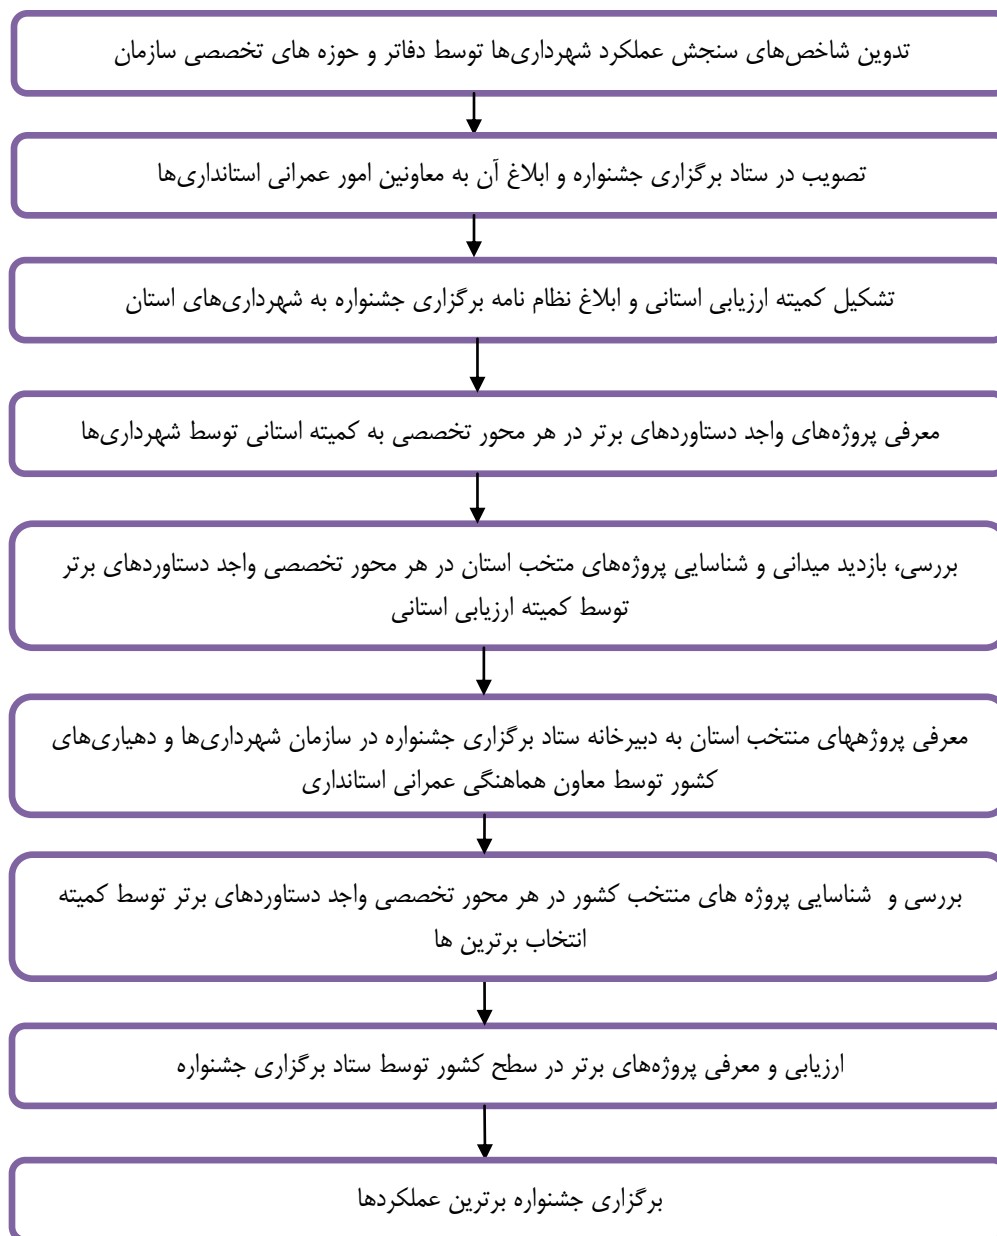 تدوین شاخص‌های سنجش عملکرد شهرداری‌ها توسط دفاتر و حوزه های تخصصی سازمان
تصویب در ستاد برگزاری جشنواره و ابلاغ آن به معاونین امور عمرانی استانداری‌ها
تشکیل کمیته ارزیابی استانی و ابلاغ نظام نامه برگزاری جشنواره به شهرداری‌های استان
معرفی پروژه‌های واجد دستاوردهای برتر در هر محور تخصصی به کمیته استانی توسط شهرداری‌ها
بررسی، بازدید میدانی و شناسایی پروژه‌های متخب استان در هر محور تخصصی واجد دستاوردهای برتر
توسط کمیته ارزیابی استانی
معرفی پروژههای منتخب استان به دبیرخانه ستاد برگزاری جشنواره در سازمان شهرداری‌ها و دهیاری‌های
کشور توسط معاون هماهنگی عمرانی استانداری
بررسی و شناسایی پروژه های منتخب کشور در هر محور تخصصی واجد دستاوردهای برتر توسط کمیته
انتخاب برترین ها
ارزیابی و معرفی پروژه‌های برتر در سطح کشور توسط ستاد برگزاری جشنواره
برگزاری جشنواره برترین عملکردها